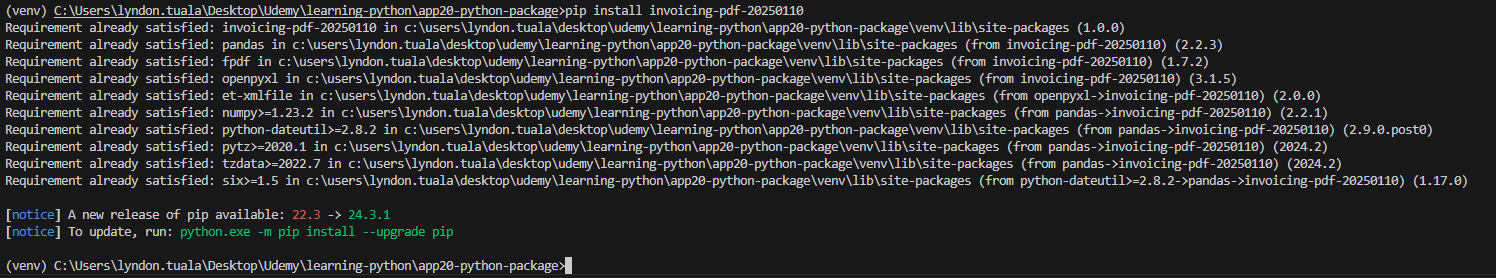 (venv) C:\Users\lyndon.tuala\Desktop\Udemy\learning-python\app20-python-package>pip install invoicing-pdf-20250110
Requirement already satisfied: invoicing-pdf-20250110 in c:\users\lyndon.tuala\desktop\udemy\learning-python\app20-python-package\venv\lib\site-packages (1.0.0)
Requirement already satisfied: pandas in c:\users\lyndon.tuala\desktop\udemy\learning-python\app20-python-package\venv\lib\site-packages (from invoicing-pdf-20250110) (2.2.3)
Requirement already satisfied: fpdf in c:\users\lyndon.tuala\desktop\udemy\learning-python\app20-python-package\venv\lib\site-packages (from invoicing-pdf-20250110) (1.7.2)
Requirement already satisfied: openpyxl in c:\users\lyndon.tuala\desktop\udemy\learning-python\app20-python-package\venv\lib\site-packages (from invoicing-pdf-20250110) (3.1.5)
Requirement already satisfied: et-xmlfile in c:\users\lyndon.tuala\desktop\udemy\learning-python\app20-python-package\venv\lib\site-packages (from openpyxl->invoicing-pdf-20250110) (2.0.0)
Requirement already satisfied: numpy>=1.23.2 in c:\users\lyndon.tuala\desktop\udemy\learning-python\app20-python-package\venv\lib\site-packages (from pandas->invoicing-pdf-20250110) (2.2.1)
Requirement already satisfied: python-dateutil>=2.8.2 in c:\users\lyndon.tuala\desktop\udemy\learning-python\app20-python-package\venv\lib\site-packages (from pandas->invoicing-pdf-20250110) (2.9.0.post0)
Requirement already satisfied: pytz>=2020.1 in c:\users\lyndon.tuala\desktop\udemy\learning-python\app20-python-package\venv\lib\site-packages (from pandas->invoicing-pdf-20250110) (2024.2)
Requirement already satisfied: tzdata>=2022.7 in c:\users\lyndon.tuala\desktop\udemy\learning-python\app20-python-package\venv\lib\site-packages (from pandas->invoicing-pdf-20250110) (2024.2)
Requirement already satisfied: six>=1.5 in c:\users\lyndon.tuala\desktop\udemy\learning-python\app20-python-package\venv\lib\site-packages (from python-dateutil>=2.8.2->pandas->invoicing-pdf-20250110) (1.17.0)
[notice] A new release of pip available: 22.3 -> 24.3.1
[notice] To update, run: python.exe -m pip install --upgrade pip
(venv) C:\Users\lyndon.tuala\Desktop\Udemy\learning-python\app20-python-package>